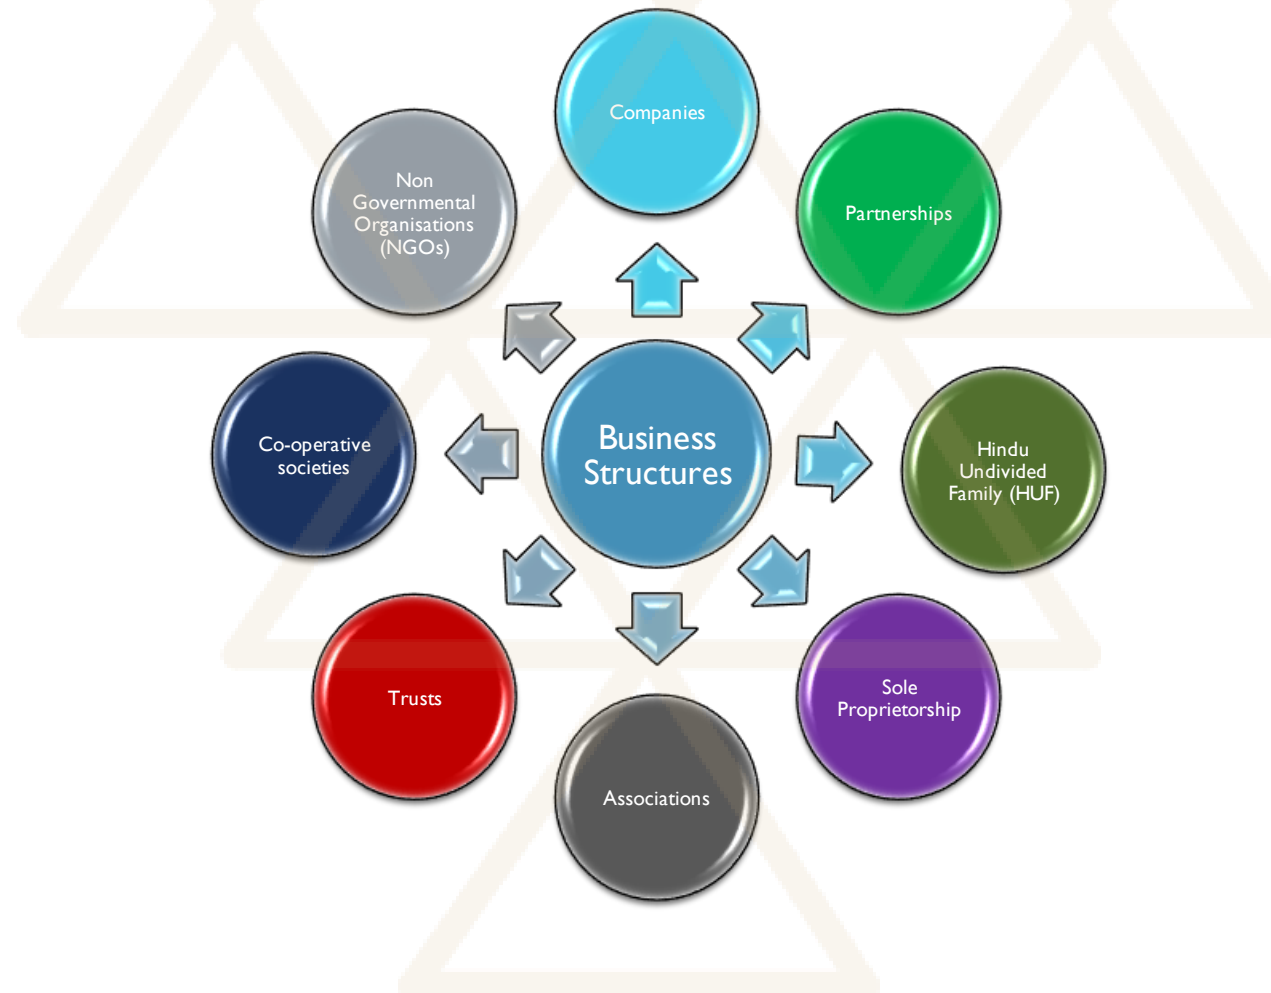 Companies
Partnerships
Hindu
Undivided
Family (HUF)
Sole
Proprietorship
Associations
Trusts
Co-operative
societies
Non
Governmental
Organisations
(NGOs)
Business
Structures